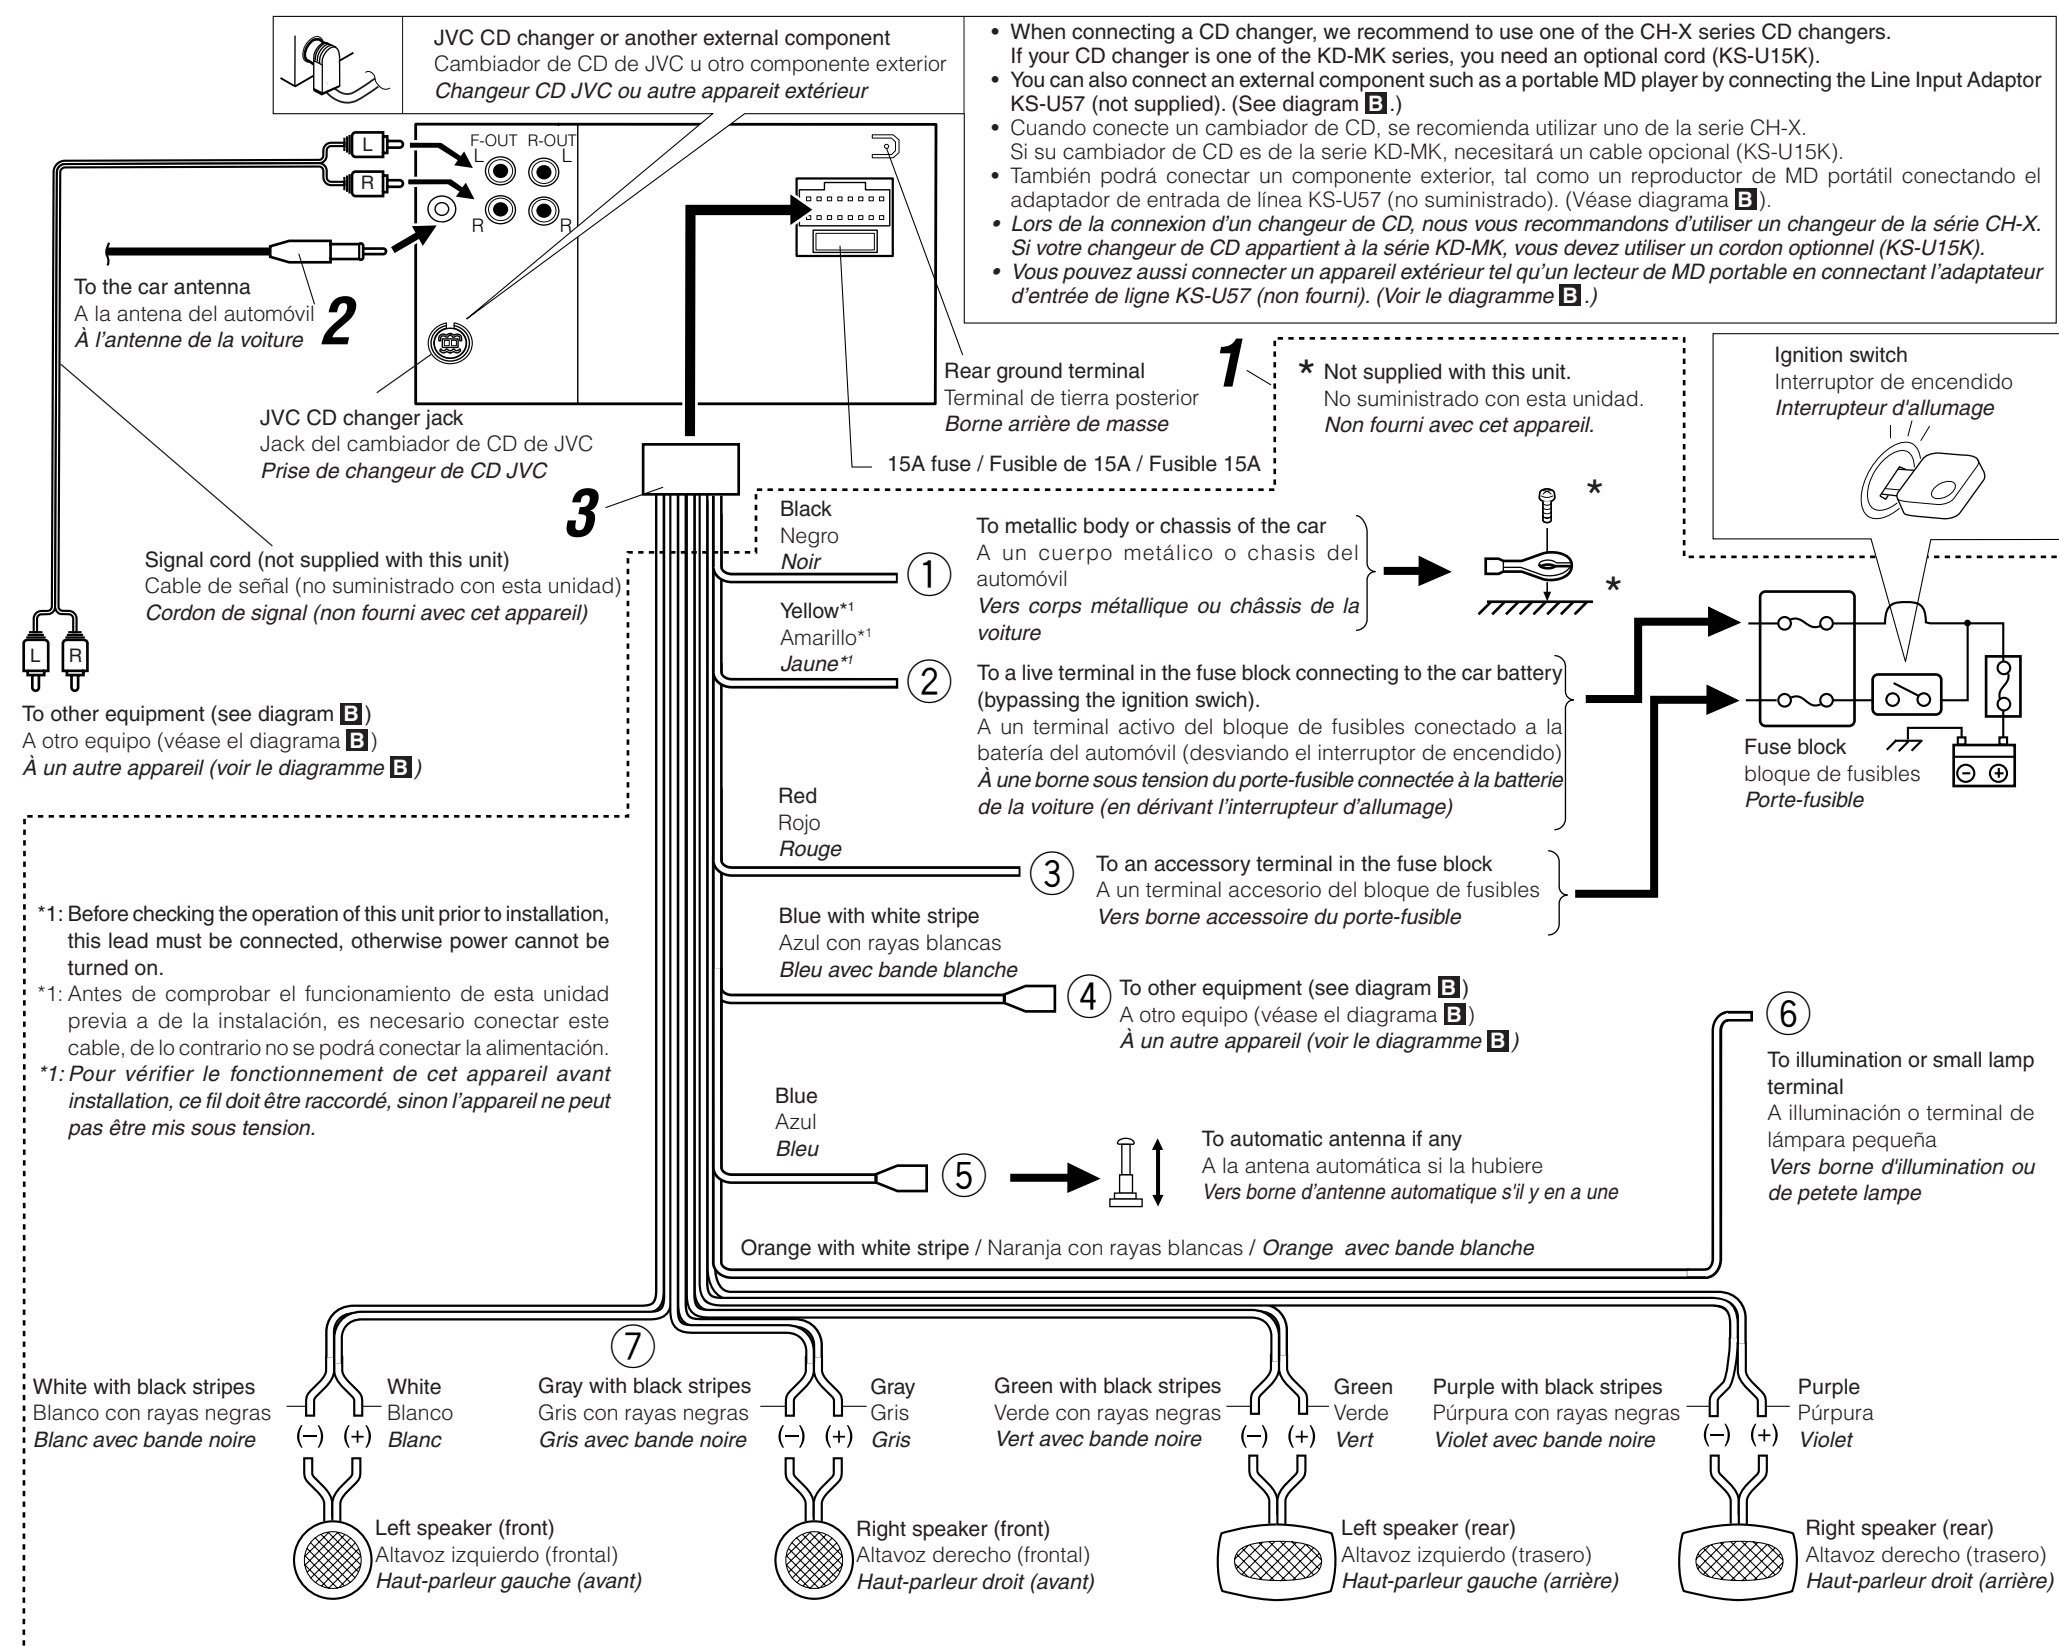 JVC CD changer or another external component
Cambiador de CD de JVC u otro componente exterior
Changeur CD JVC ou autre appareit extérieur
• When connecting a CD changer, we recommend to use one of the CH-X series CD changers.
If your CD changer is one of the KD-MK series, you need an optional cord (KS-U15K).
• You can also connect an external component such as a portable MD player by connecting the Line Input Adaptor
KS-U57 (not supplied). (See diagram B .)
• Cuando conecte un cambiador de CD, se recomienda utilizar uno de la serie CH-X.
Si su cambiador de CD es de la serie KD-MK, necesitará un cable opcional (KS-U15K).
• También podrá conectar un componente exterior, tal como un reproductor de MD portátil conectando el
adaptador de entrada de línea KS-U57 (no suministrado). (Véase diagrama B ).
• Lors de la connexion d’un changeur de CD, nous vous recommandons d’utiliser un changeur de la série CH-X.
Si votre changeur de CD appartient à la série KD-MK, vous devez utiliser un cordon optionnel (KS-U15K).
• Vous pouvez aussi connecter un appareil extérieur tel qu’un lecteur de MD portable en connectant l’adaptateur
d’entrée de ligne KS-U57 (non fourni). (Voir le diagramme B .)
L
R
F-OUT R-OUT
L L
R R
To the car antenna
A la antena del automóvil
À l’antenne de la voiture
2
JVC CD changer jack
Jack del cambiador de CD de JVC
Prise de changeur de CD JVC
Rear ground terminal
Terminal de tierra posterior
Borne arrière de masse
15A fuse / Fusible de 15A / Fusible 15A
1
* Not supplied with this unit.
No suministrado con esta unidad.
Non fourni avec cet appareil.
Ignition switch
Interruptor de encendido
Interrupteur d'allumage
3
Signal cord (not supplied with this unit)
Cable de señal (no suministrado con esta unidad)
Cordon de signal (non fourni avec cet appareil)
L R
To other equipment (see diagram B )
A otro equipo (véase el diagrama B )
À un autre appareil (voir le diagramme B )
Black
Negro
Noir
1
To metallic body or chassis of the car
A un cuerpo metálico o chasis del
automóvil
Vers corps métallique ou châssis de la
voiture
*
*
Yellow*1
Amarillo*1
Jaune*1
2
To a live terminal in the fuse block connecting to the car battery
(bypassing the ignition swich).
A un terminal activo del bloque de fusibles conectado a la
batería del automóvil (desviando el interruptor de encendido)
À une borne sous tension du porte-fusible connectée à la batterie
de la voiture (en dérivant l’interrupteur d’allumage)
Fuse block
bloque de fusibles
Porte-fusible
Red
Rojo
Rouge
3
To an accessory terminal in the fuse block
A un terminal accesorio del bloque de fusibles
Vers borne accessoire du porte-fusible
*1: Before checking the operation of this unit prior to installation,
this lead must be connected, otherwise power cannot be
turned on.
*1: Antes de comprobar el funcionamiento de esta unidad
previa a de la instalación, es necesario conectar este
cable, de lo contrario no se podrá conectar la alimentación.
*1: Pour vérifier le fonctionnement de cet appareil avant
installation, ce fil doit être raccordé, sinon l’appareil ne peut
pas être mis sous tension.
Blue with white stripe
Azul con rayas blancas
Bleu avec bande blanche
4
To other equipment (see diagram B )
A otro equipo (véase el diagrama B )
À un autre appareil (voir le diagramme B )
Blue
Azul
Bleu
5
To automatic antenna if any
A la antena automática si la hubiere
Vers borne d’antenne automatique s'il y en a une
6
To illumination or small lamp
terminal
A illuminación o terminal de
lámpara pequeña
Vers borne d'illumination ou
de petete lampe
Orange with white stripe / Naranja con rayas blancas / Orange avec bande blanche
7
White with black stripes
Blanco con rayas negras
Blanc avec bande noire
(–) (+)
White
Blanco
Blanc
Gray with black stripes
Gris con rayas negras
Gris avec bande noire
(–) (+)
Gray
Gris
Gris
Green with black stripes
Verde con rayas negras
Vert avec bande noire
(–) (+)
Green
Verde
Vert
Purple with black stripes
Púrpura con rayas negras
Violet avec bande noire
(–) (+)
Purple
Púrpura
Violet
Left speaker (front)
Altavoz izquierdo (frontal)
Haut-parleur gauche (avant)
Right speaker (front)
Altavoz derecho (frontal)
Haut-parleur droit (avant)
Left speaker (rear)
Altavoz izquierdo (trasero)
Haut-parleur gauche (arrière)
Right speaker (rear)
Altavoz derecho (trasero)
Haut-parleur droit (arrière)